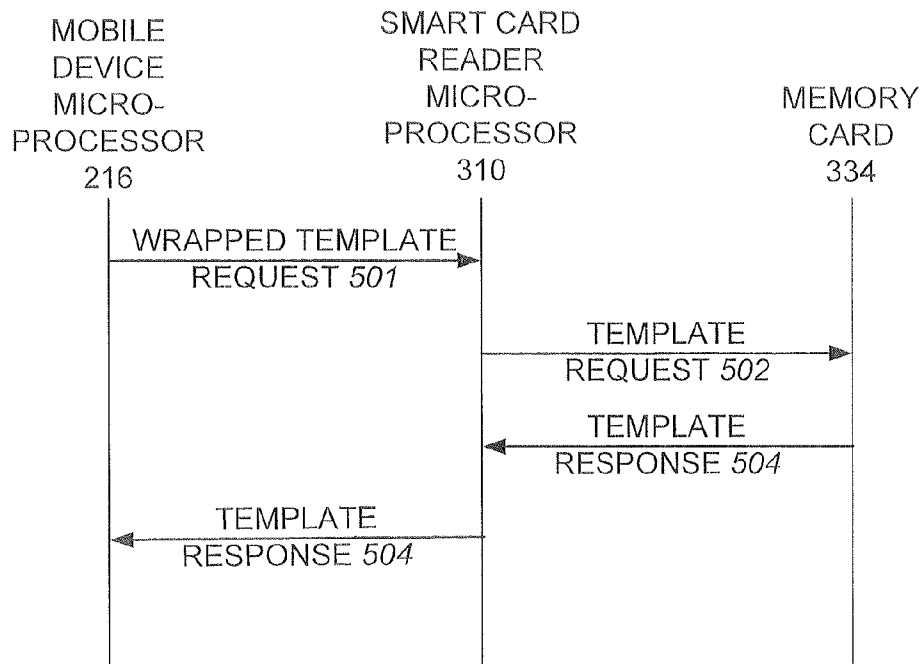 MOBILE
DEVICE
MICRO-
PROCESSOR
216
SMART CARD
READER
MICRO-
PROCESSOR
310
MEMORY
CARD
334
WRAPPED TEMPLATE
REQUEST 501
TEMPLATE
REQUEST 502
TEMPLATE
RESPONSE 504
TEMPLATE
RESPONSE 504